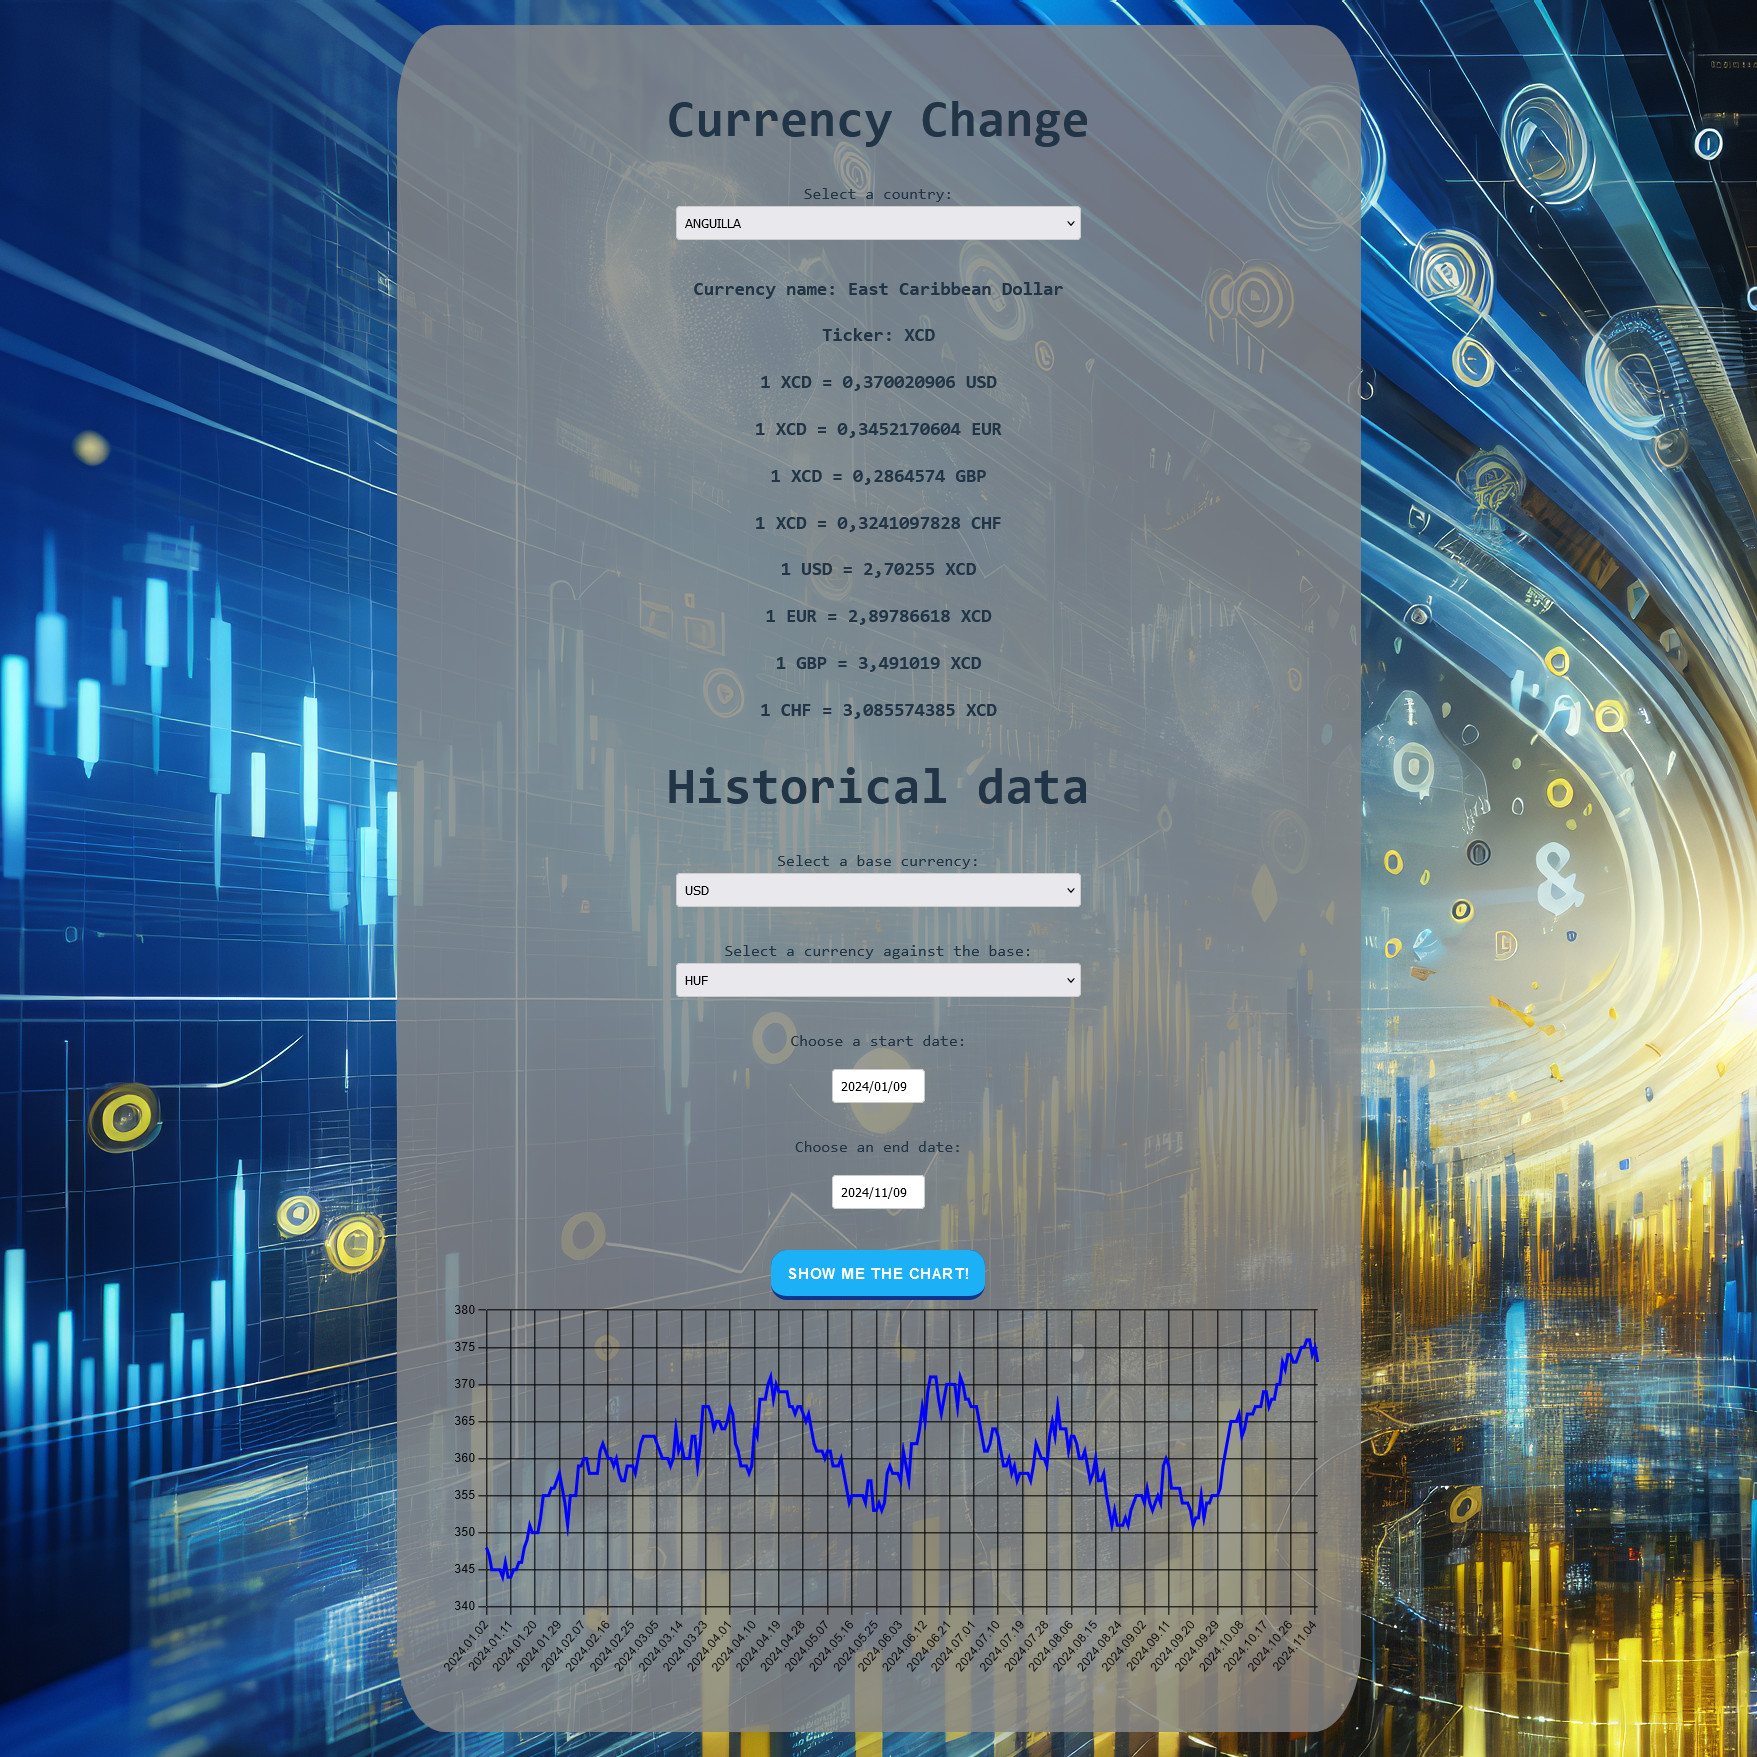 Currency Change
Select a country:
ANGUILLA
Currency name: East Caribbean Dollar
Ticker: XCD
1 XCD = 0,370020906 USD
1 XCD = 0,3452170604 EUR
1 XCD = 0,2864574 GBP
1 XCD = 0,3241097828 CHF
1 USD = 2,70255 XCD
1 EUR = 2,89786618 XCD
1 GBP = 3,491019 XCD
1 CHF = 3,085574385 XCD
Historical data
Select a base currency:
USD
Select a currency against the base:
HUF
Choose a start date:
2024/01/09
Choose an end date:
2024/11/09
SHOW ME THE CHART!
380
375
370
365
360
355
350
345
340
2024.01.02
2024.01.11
2024.01.20
2024.01.29
2024.02.07
2024.02.16
2024.02.25
2024.03.05
2024.03.14
2024.03.23
2024.04.01
2024.04.10
2024.04.19
2024.04.28
2024.05.07
2024.05.16
2024.05.25
2024.06.03
2024.06.12
2024.06.21
2024.07.01
2024.07.10
2024.07.19
2024.07.28
2024.08.06
2024.08.15
2024.08.24
2024.09.02
2024.09.11
2024.09.20
2024.09.29
2024.10.08
2024.10.17
2024.10.26
2024.11.04